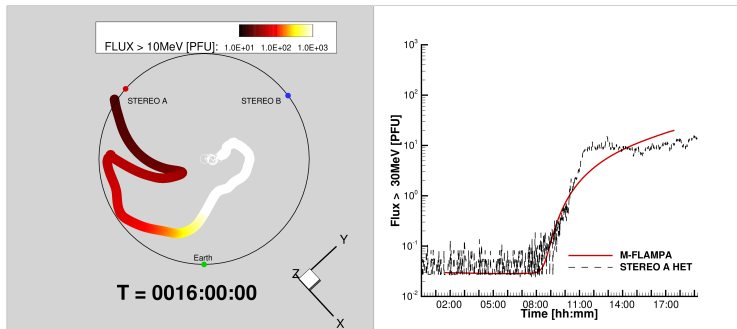 FLUX > 10MeV [PFU]: 1.0E+01 1.0E+02 1.0E+03
STEREO A
STEREO B
Earth
Y
Z
X
T = 0016:00:00
Flux > 30MeV [PFU]
10³
10²
10¹
10⁰
10⁻¹
10⁻²
M-FLAMPA
STEREO A HET
02:00 05:00 08:00 11:00 14:00 17:00
Time [hh:mm]